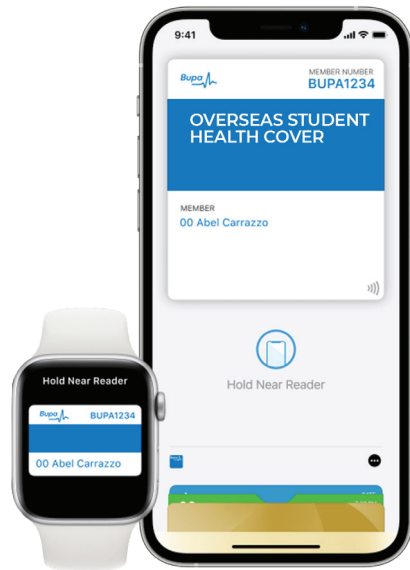 9:41
Bupa
MEMBER NUMBER
BUPA1234
OVERSEAS STUDENT
HEALTH COVER
MEMBER
00 Abel Carrazzo
Hold Near Reader
Hold Near Reader
Bupa
BUPA1234
00 Abel Carrazzo